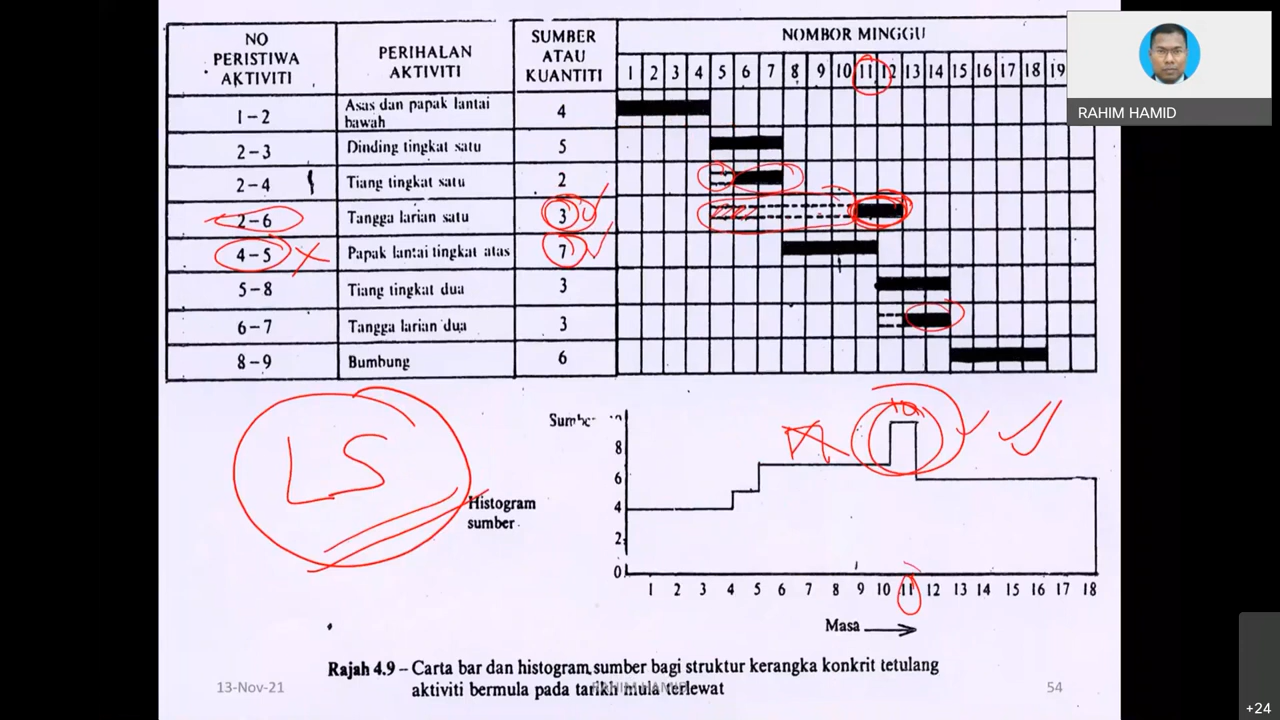 NO
PERISTIWA
AKTIVITI
PERIHALAN
AKTIVITI
SUMBER
ATAU
KUANTITI
NOMBOR MINGGU
1 2 3 4 5 6 7 8 9 10 11 12 13 14 15 16 17 18 19
1 – 2 Asas dan papak lantai bawah 4
2 – 3 Dinding tingkat satu 5
2 – 4 Tiang tingkat satu 2
2 – 6 Tangga larian satu 3
4 – 5 Papak lantai tingkat atas 7
5 – 8 Tiang tingkat dua 3
6 – 7 Tangga larian dua 3
8 – 9 Bumbung 6
RAHIM HAMID
LS
10
8
6
4
2
0
Histogram
sumber
1 2 3 4 5 6 7 8 9 10 11 12 13 14 15 16 17 18
Masa
Rajah 4.9 – Carta bar dan histogram sumber bagi struktur kerangka konkrit tetulang
aktiviti bermula pada tarikh mula terlewat
13-Nov-21
54
+24